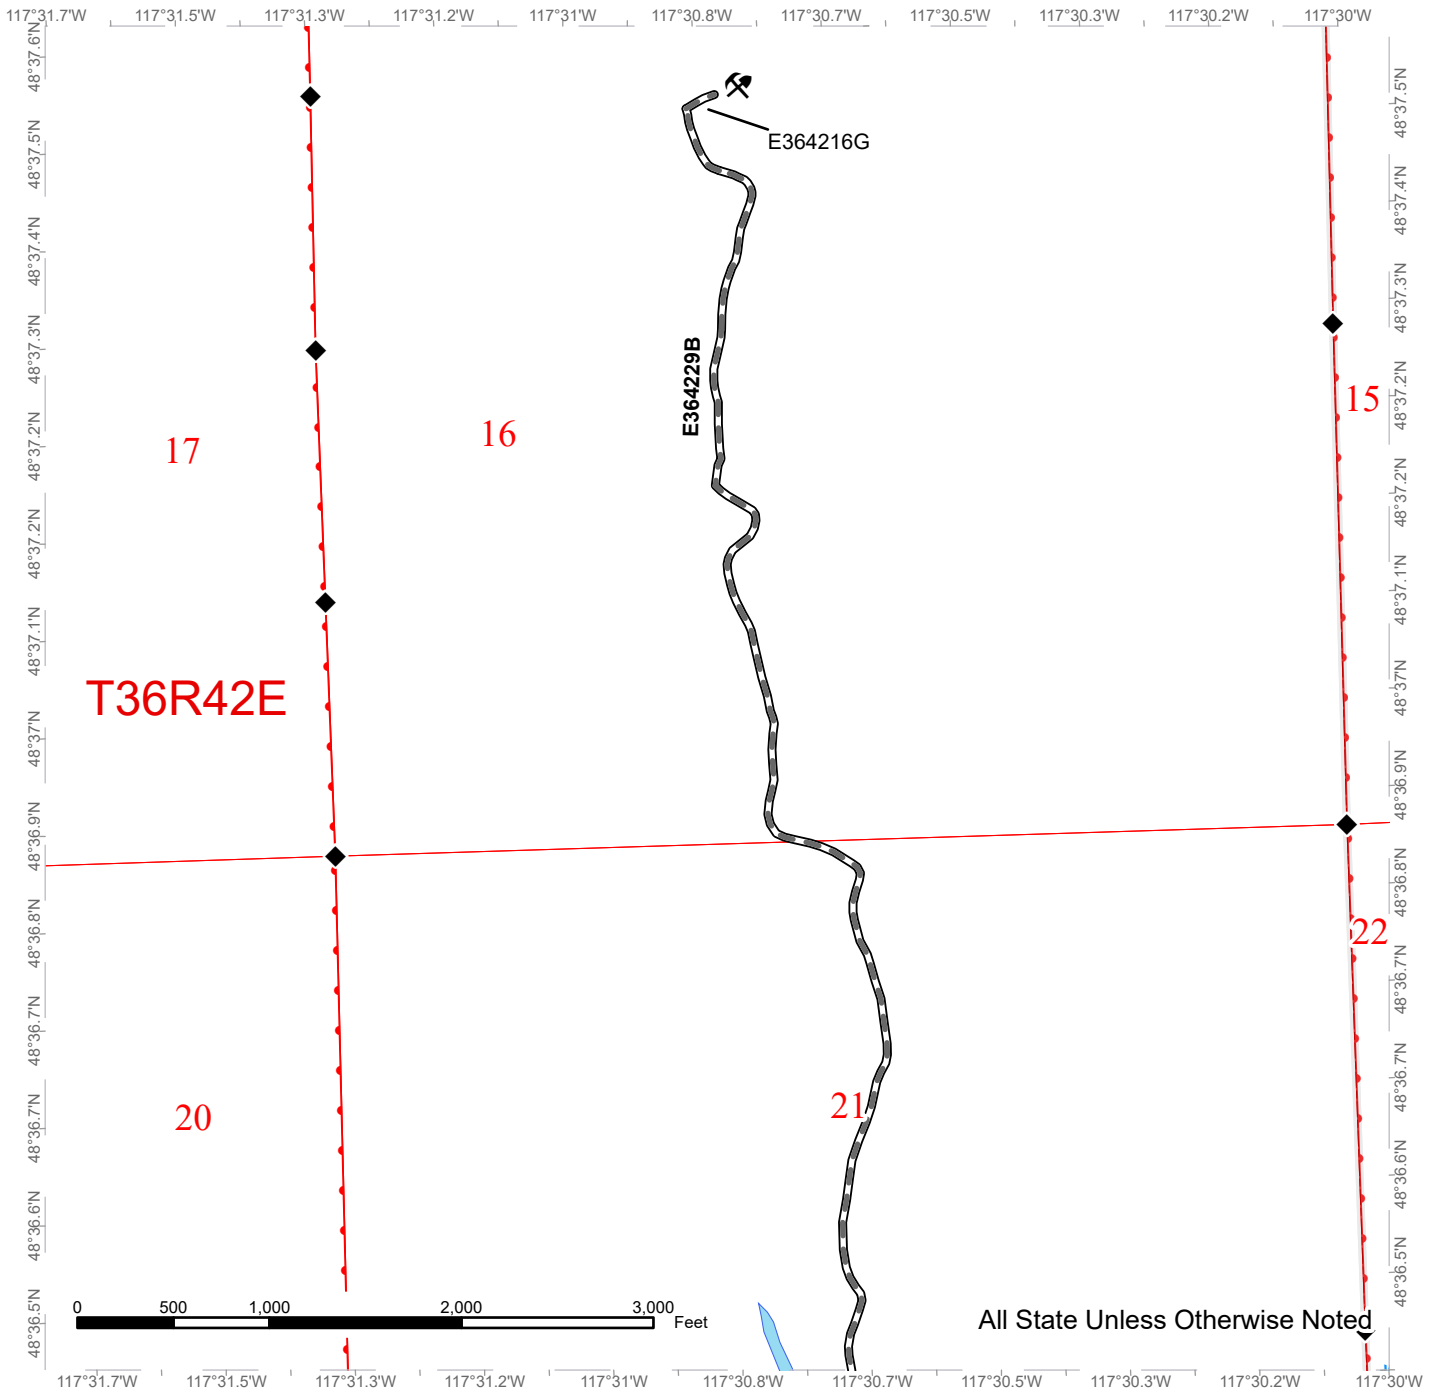 117°31.7'W 117°31.5'W 117°31.3'W 117°31.2'W 117°31'W 117°30.8'W 117°30.7'W 117°30.5'W 117°30.3'W 117°30.2'W 117°30'W
48°37.6'N
48°37.5'N
48°37.4'N
48°37.3'N
48°37.2'N
48°37.2'N
48°37.1'N
48°37'N
48°36.9'N
48°36.8'N
48°36.7'N
48°36.7'N
48°36.6'N
48°36.5'N
E364216G
E364229B
17
16
15
T36R42E
22
20
21
48°37.5'N
48°37.4'N
48°37.3'N
48°37.2'N
48°37.2'N
48°37.1'N
48°37'N
48°36.9'N
48°36.8'N
48°36.7'N
48°36.7'N
48°36.6'N
48°36.5'N
0 500 1,000 2,000 3,000
Feet
All State Unless Otherwise Noted
117°31.7'W 117°31.5'W 117°31.3'W 117°31.2'W 117°31'W 117°30.8'W 117°30.7'W 117°30.5'W 117°30.3'W 117°30.2'W 117°30'W